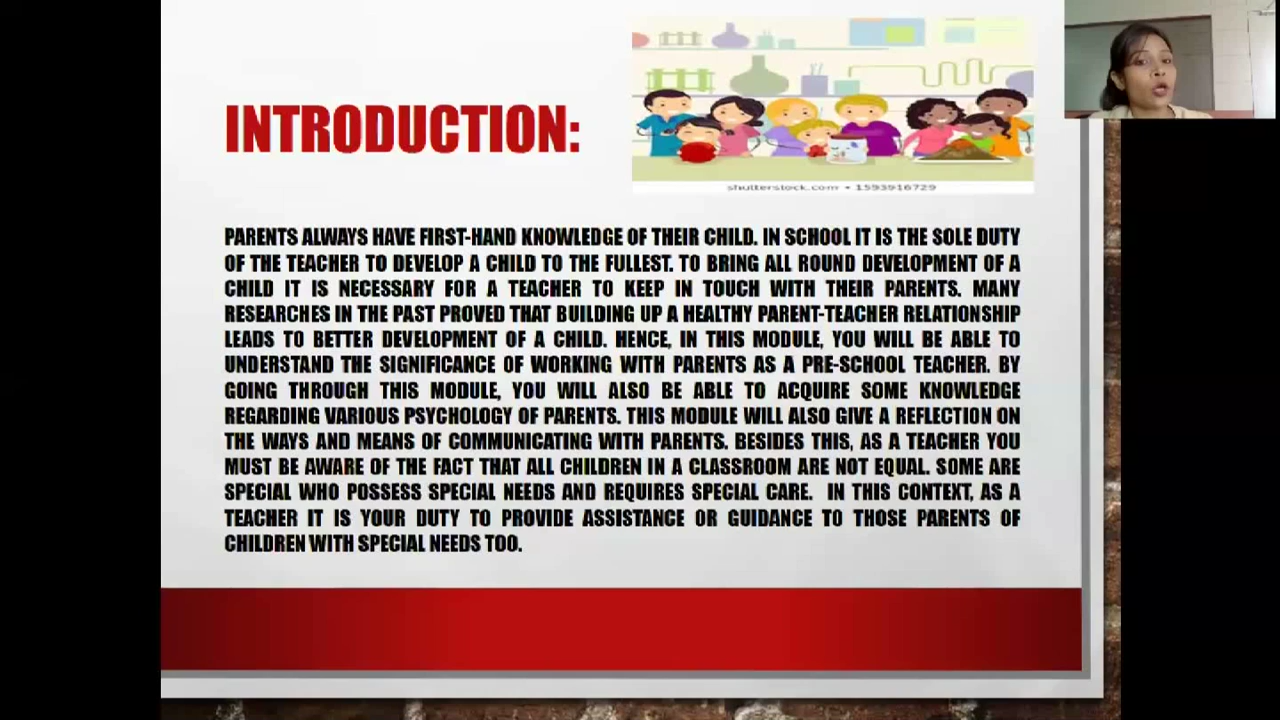 INTRODUCTION:
shutterstock.com • 1593916729
PARENTS ALWAYS HAVE FIRST-HAND KNOWLEDGE OF THEIR CHILD. IN SCHOOL IT IS THE SOLE DUTY
OF THE TEACHER TO DEVELOP A CHILD TO THE FULLEST. TO BRING ALL ROUND DEVELOPMENT OF A
CHILD IT IS NECESSARY FOR A TEACHER TO KEEP IN TOUCH WITH THEIR PARENTS. MANY
RESEARCHES IN THE PAST PROVED THAT BUILDING UP A HEALTHY PARENT-TEACHER RELATIONSHIP
LEADS TO BETTER DEVELOPMENT OF A CHILD. HENCE, IN THIS MODULE, YOU WILL BE ABLE TO
UNDERSTAND THE SIGNIFICANCE OF WORKING WITH PARENTS AS A PRE-SCHOOL TEACHER. BY
GOING THROUGH THIS MODULE, YOU WILL ALSO BE ABLE TO ACQUIRE SOME KNOWLEDGE
REGARDING VARIOUS PSYCHOLOGY OF PARENTS. THIS MODULE WILL ALSO GIVE A REFLECTION ON
THE WAYS AND MEANS OF COMMUNICATING WITH PARENTS. BESIDES THIS, AS A TEACHER YOU
MUST BE AWARE OF THE FACT THAT ALL CHILDREN IN A CLASSROOM ARE NOT EQUAL. SOME ARE
SPECIAL WHO POSSESS SPECIAL NEEDS AND REQUIRES SPECIAL CARE. IN THIS CONTEXT, AS A
TEACHER IT IS YOUR DUTY TO PROVIDE ASSISTANCE OR GUIDANCE TO THOSE PARENTS OF
CHILDREN WITH SPECIAL NEEDS TOO.